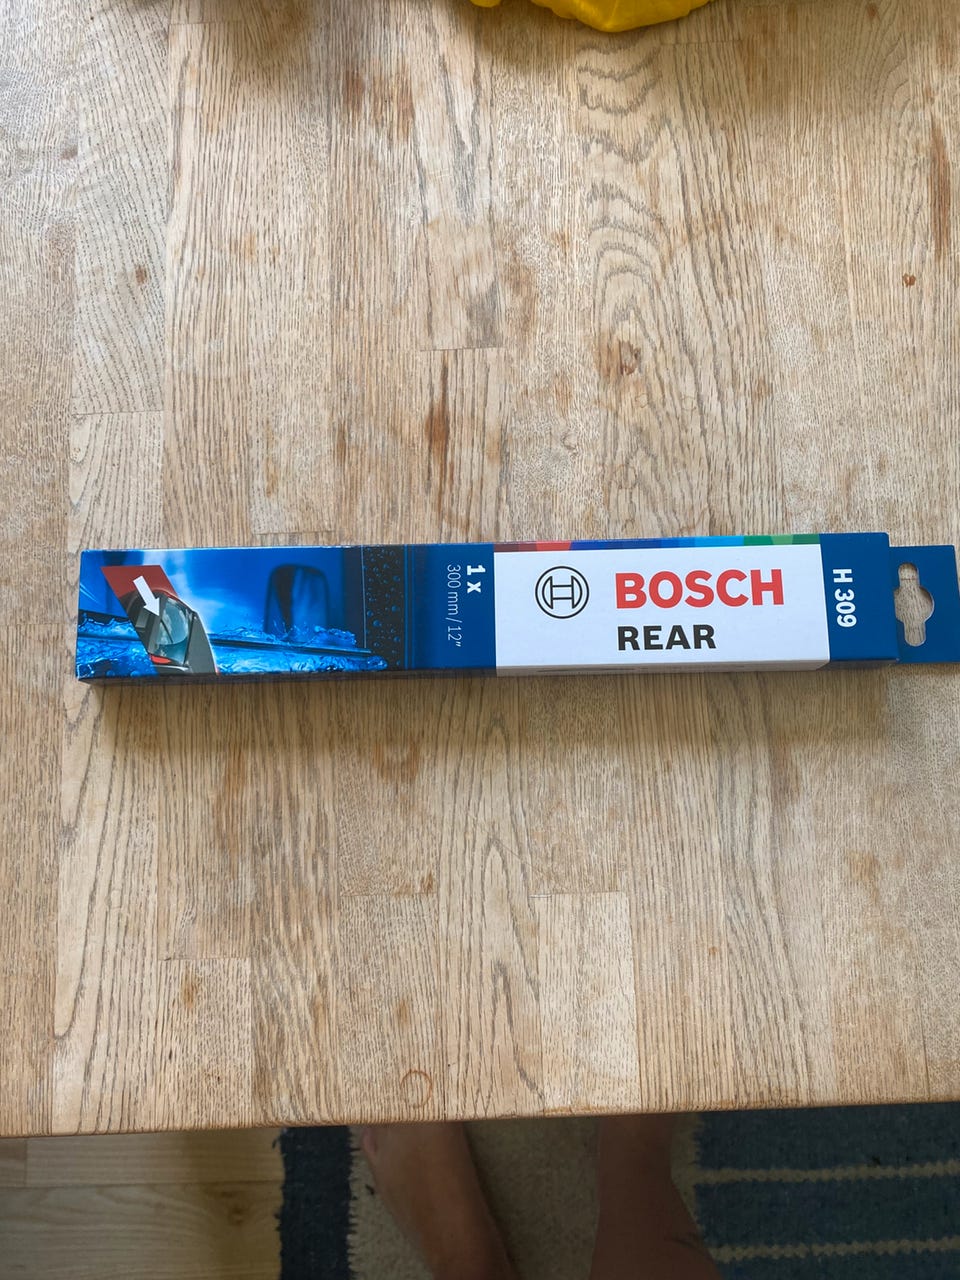 1 x
300 mm / 12"
BOSCH
REAR
H 309